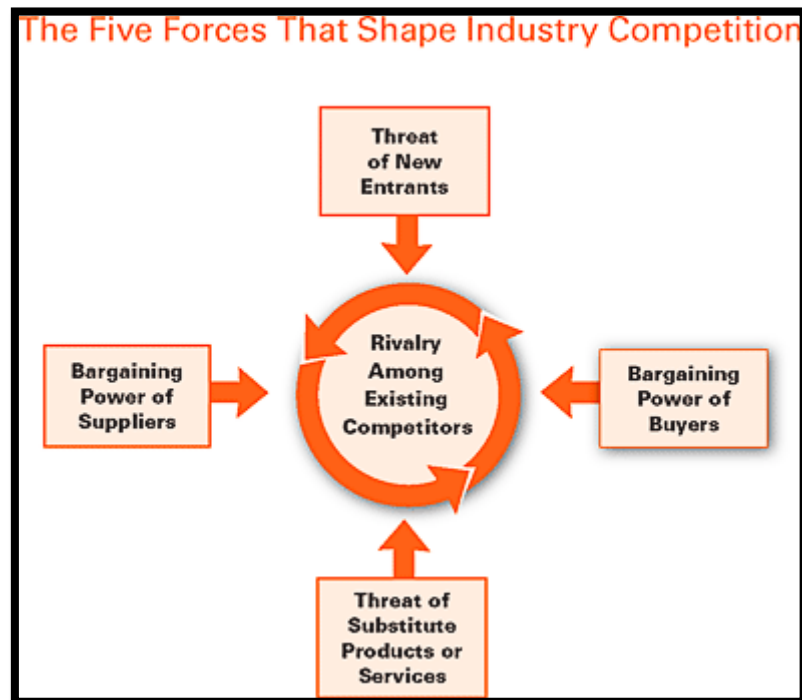 The Five Forces That Shape Industry Competition
Threat
of New
Entrants
Bargaining
Power of
Suppliers
Rivalry
Among
Existing
Competitors
Bargaining
Power of
Buyers
Threat of
Substitute
Products or
Services